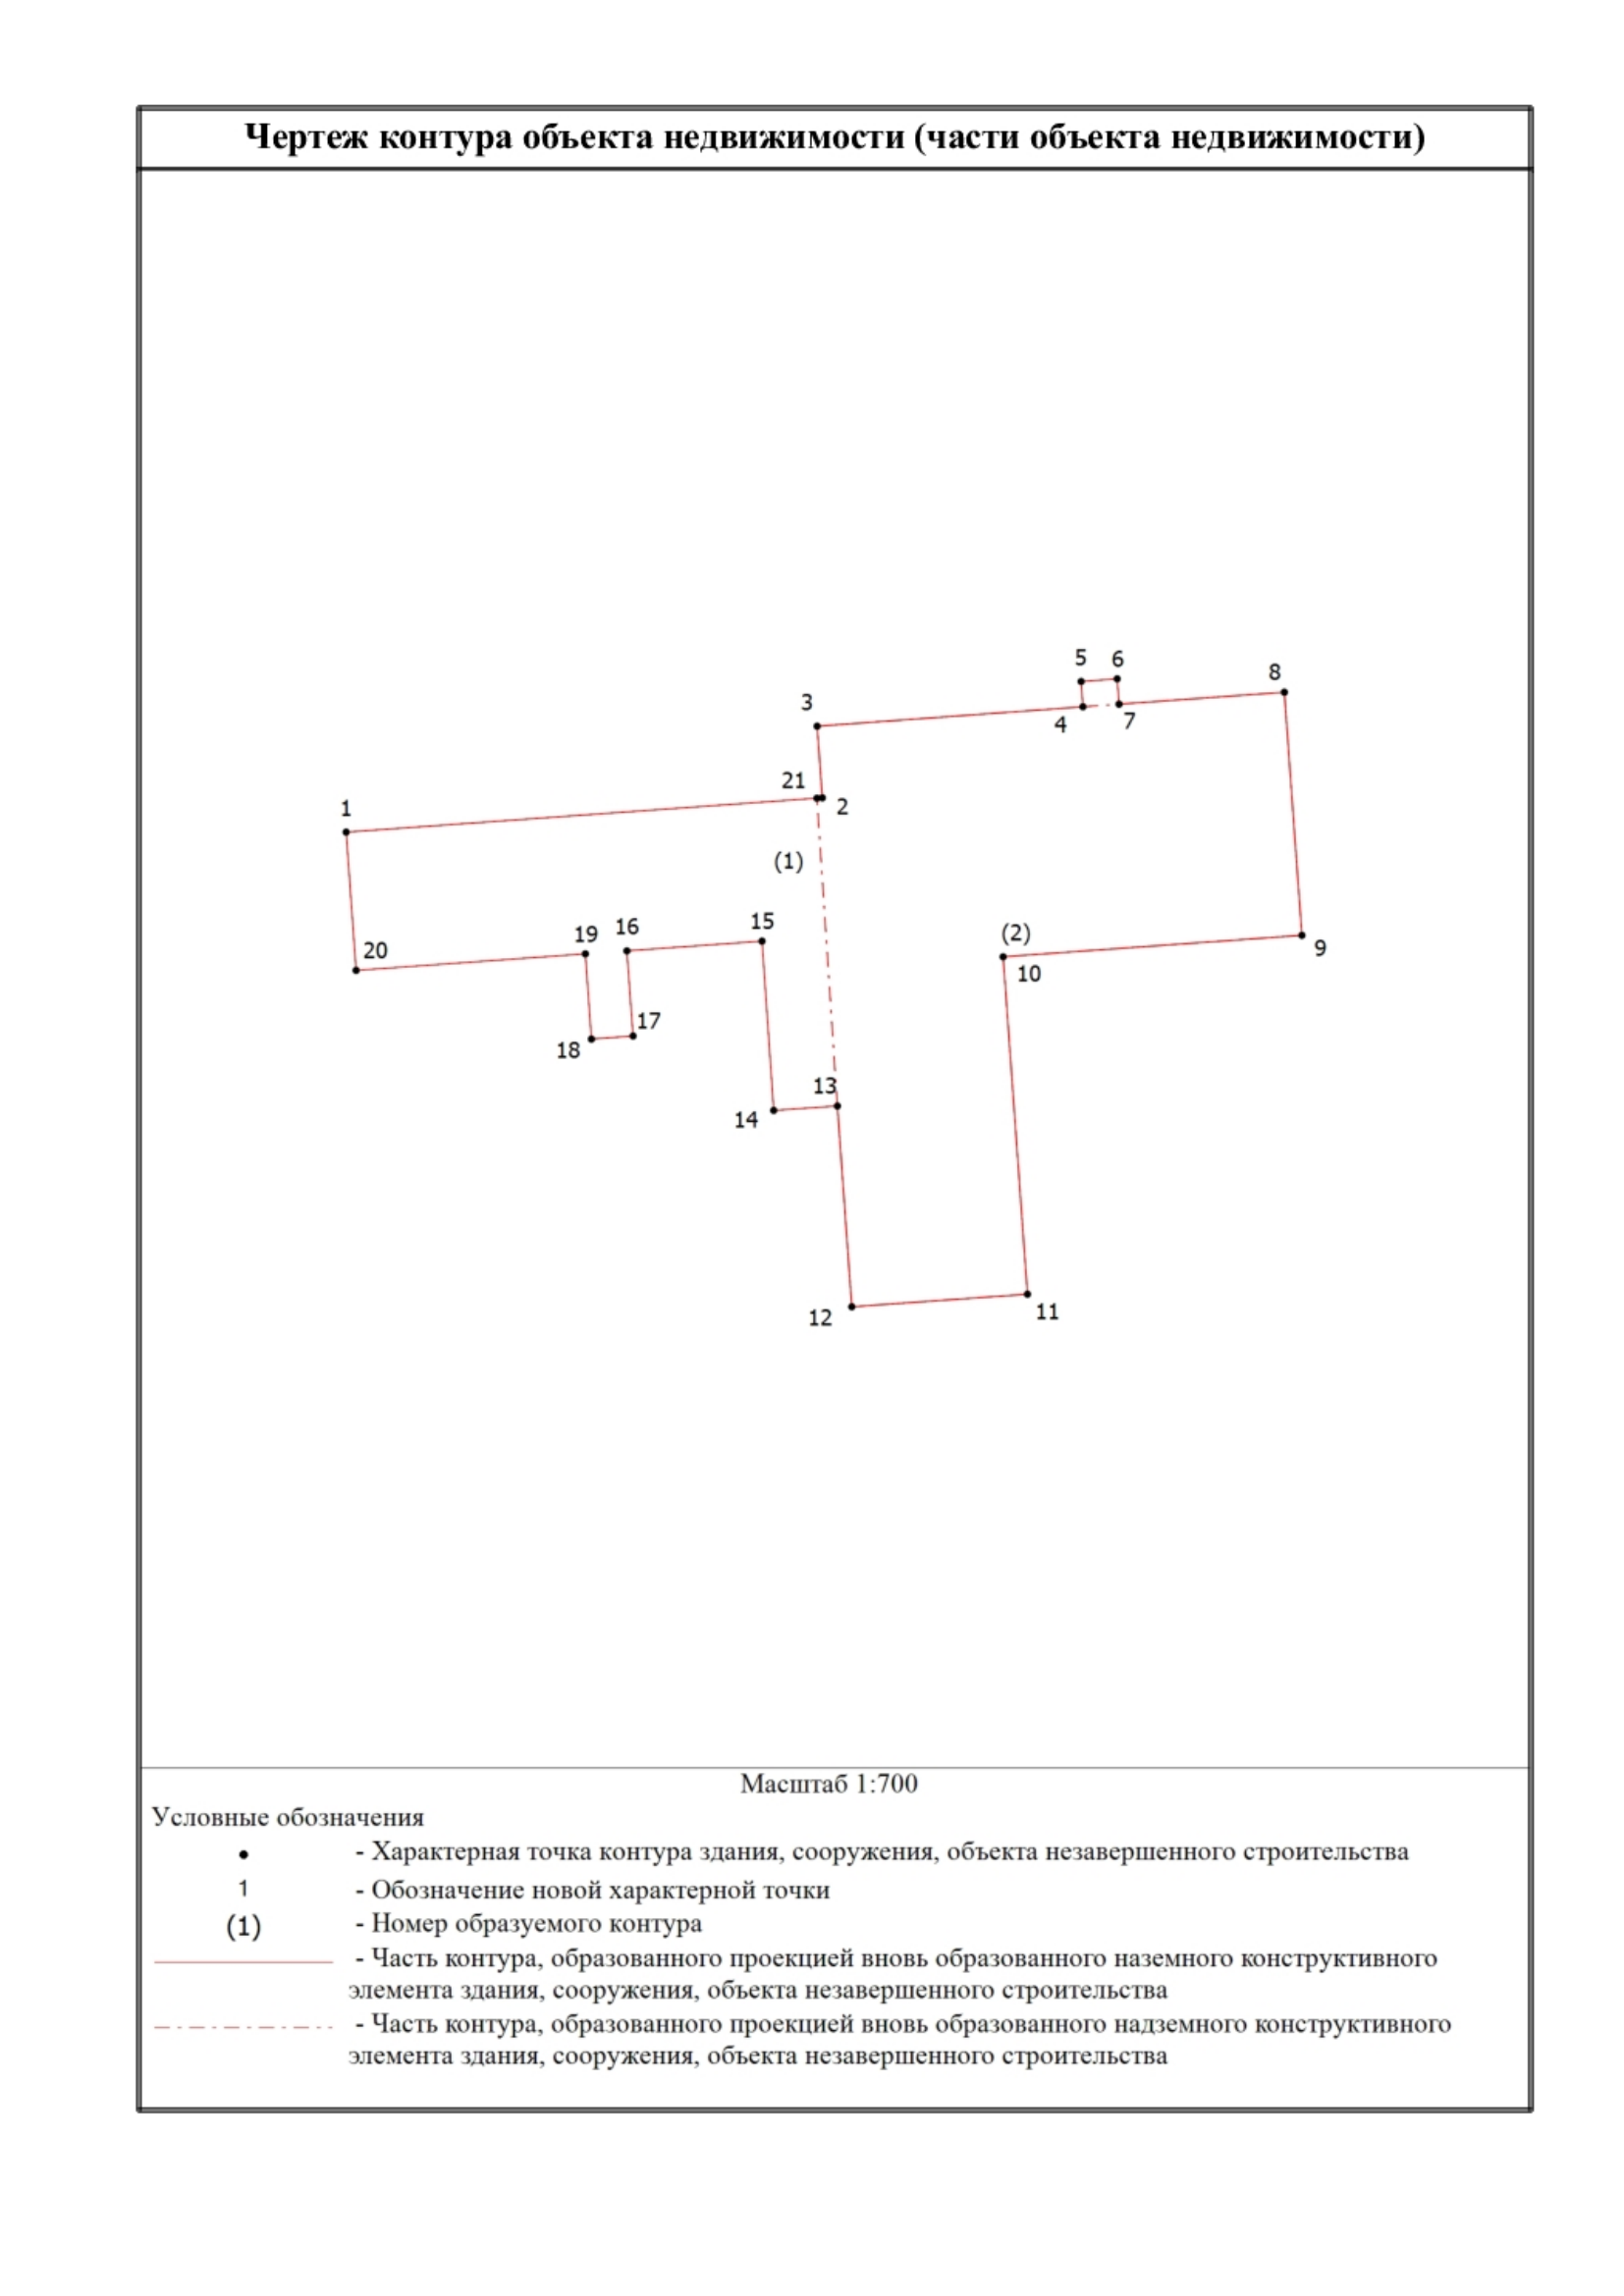 Чертеж контура объекта недвижимости (части объекта недвижимости)
5 6
8
3
4 7
21
1 2
(1)
15
16
19 (2)
20 9
10
17
18
13
14
11
12
Масштаб 1:700
Условные обозначения
- Характерная точка контура здания, сооружения, объекта незавершенного строительства
1 - Обозначение новой характерной точки
(1) - Номер образуемого контура
- Часть контура, образованного проекцией вновь образованного наземного конструктивного
элемента здания, сооружения, объекта незавершенного строительства
- Часть контура, образованного проекцией вновь образованного надземного конструктивного
элемента здания, сооружения, объекта незавершенного строительства